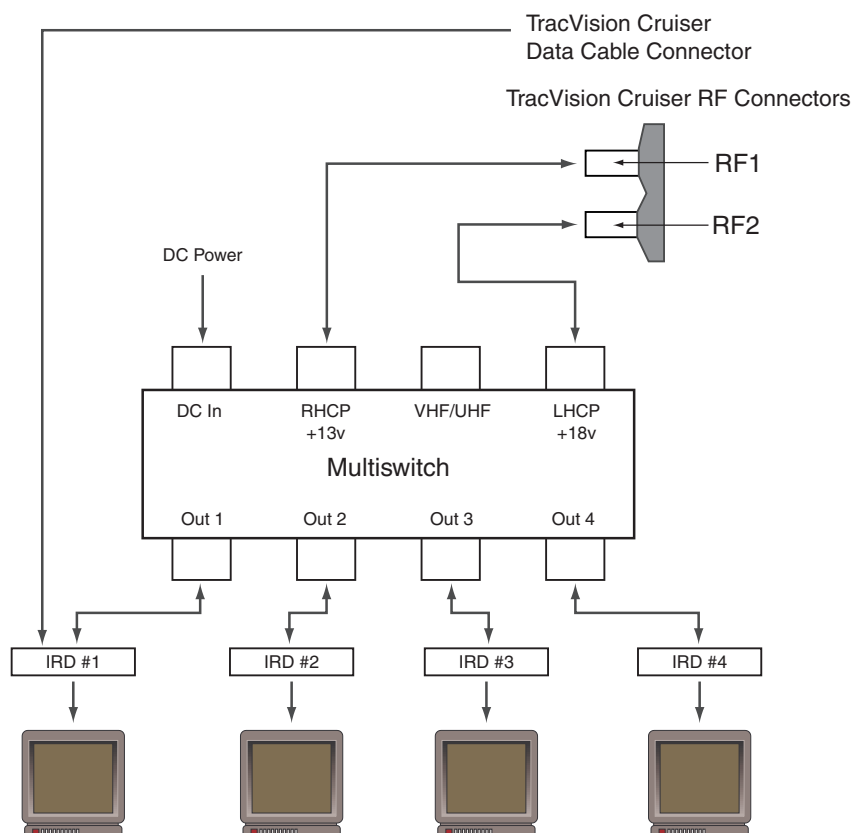 TracVision Cruiser
Data Cable Connector
TracVision Cruiser RF Connectors
RF1
RF2
DC Power
DC In
RHCP
+13v
VHF/UHF
LHCP
+18v
Multiswitch
Out 1
Out 2
Out 3
Out 4
IRD #1
IRD #2
IRD #3
IRD #4